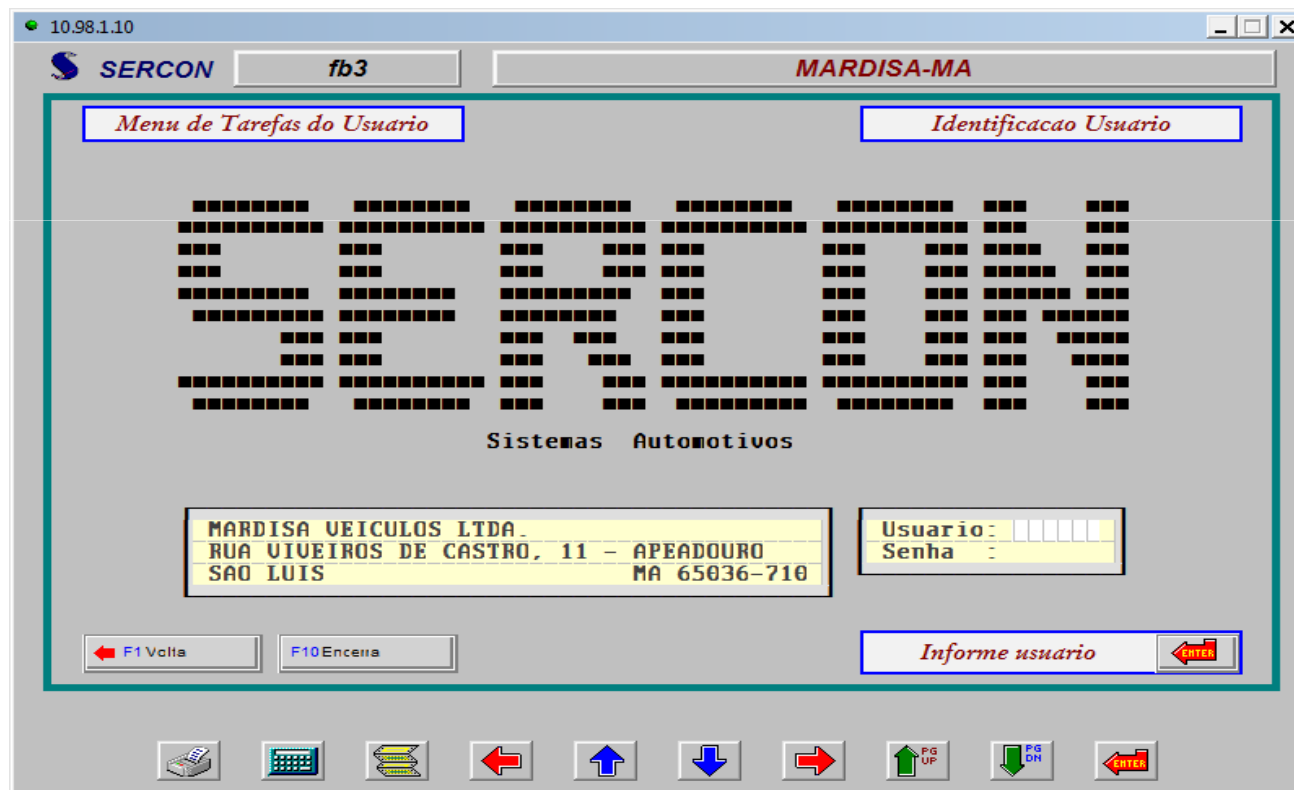 10.98.1.10
SERCON fb3 MARDISA-MA
Menu de Tarefas do Usuario Identificacao Usuario
SERCON
Sistemas Automotivos
MARDISA VEICULOS LTDA.
RUA VIVEIROS DE CASTRO, 11 - APEADOURO
SAO LUIS MA 65036-710
Usuario:
Senha :
F1 Volta F10 Encerra Informe usuario ENTER
PG UP PG DN ENTER